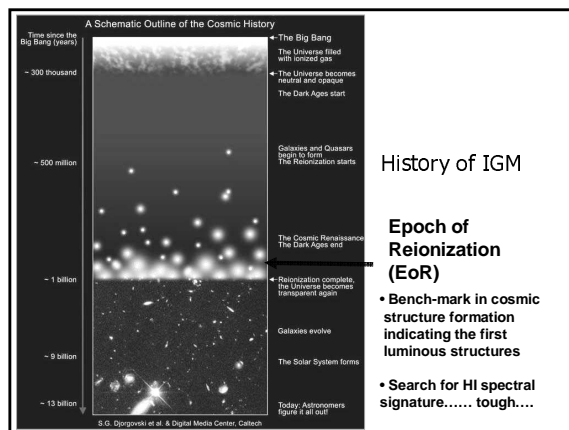 A Schematic Outline of the Cosmic History
Time since the
Big Bang (years)
The Big Bang
The Universe filled
with ionized gas
~ 300 thousand
The Universe becomes
neutral and opaque
The Dark Ages start
Galaxies and Quasars
begin to form
The Reionization starts
~ 500 million
The Cosmic Renaissance
The Dark Ages end
~ 1 billion
Reionization complete,
the Universe becomes
transparent again
Galaxies evolve
~ 9 billion
The Solar System forms
~ 13 billion
Today: Astronomers
figure it all out!
S.G. Djorgovski et al. & Digital Media Center, Caltech
History of IGM
Epoch of
Reionization
(EoR)
• Bench-mark in cosmic
structure formation
indicating the first
luminous structures
• Search for HI spectral
signature…… tough….